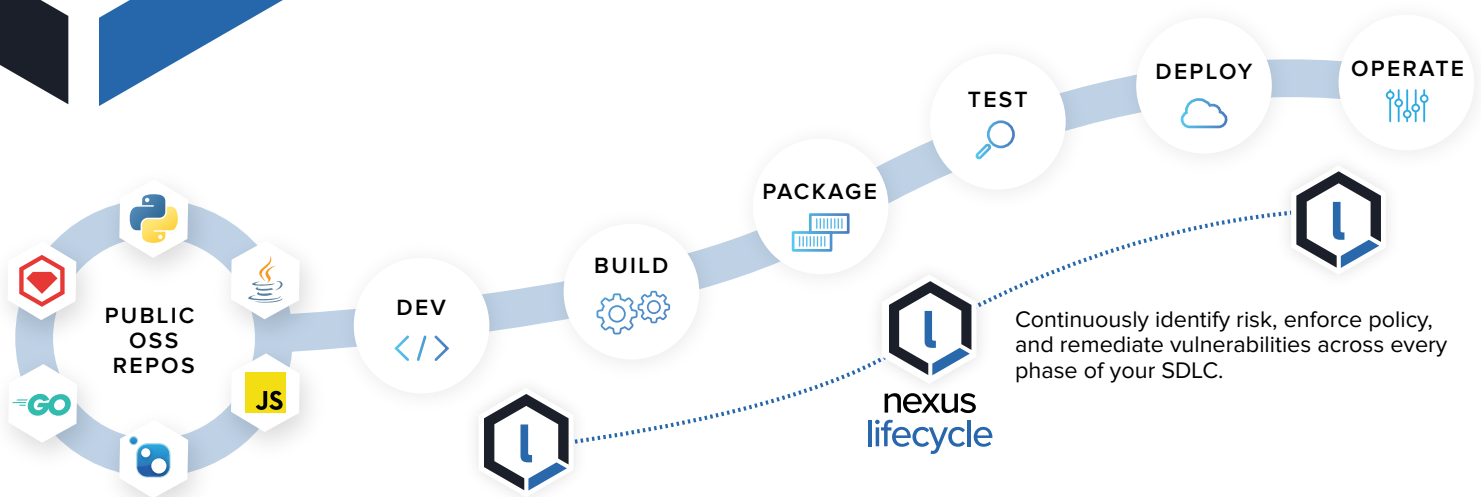 PUBLIC
OSS
REPOS
GO
JS
DEV
</>
BUILD
PACKAGE
TEST
DEPLOY
OPERATE
nexus
lifecycle
Continuously identify risk, enforce policy,
and remediate vulnerabilities across every
phase of your SDLC.